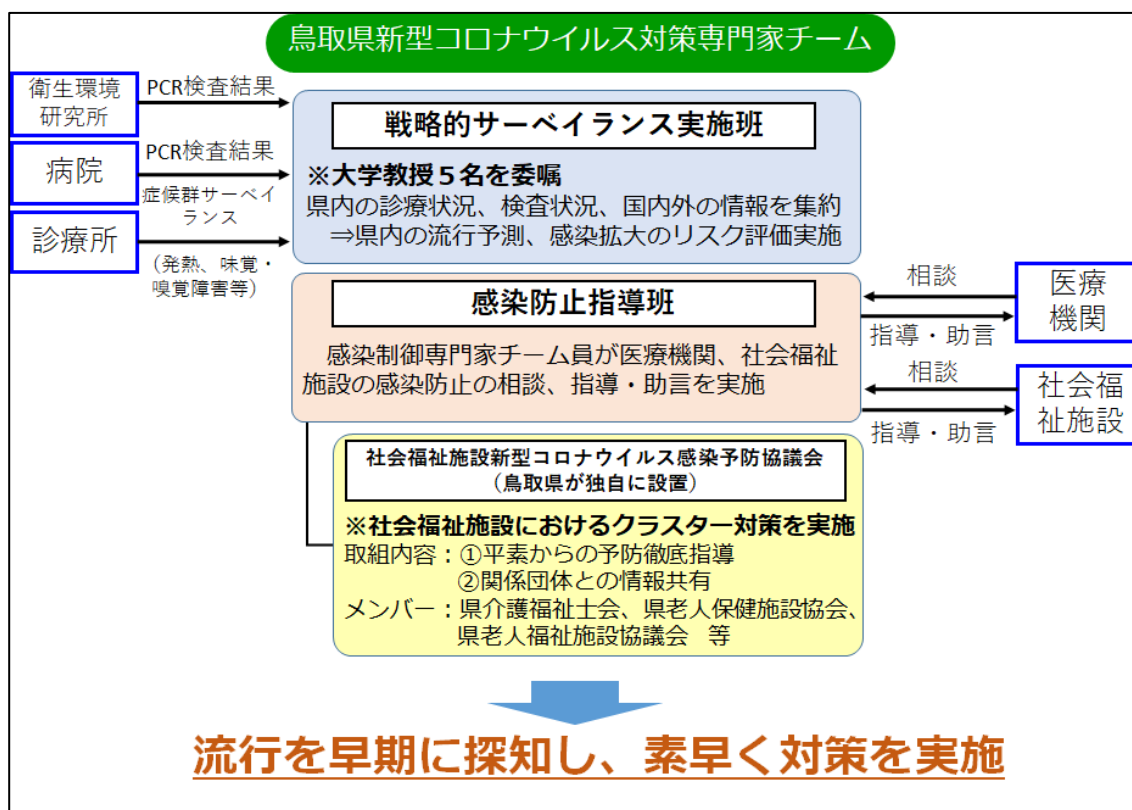 鳥取県新型コロナウイルス対策専門家チーム
衛生環境
研究所
PCR検査結果
病院
PCR検査結果
症候群サーベイ
ランス
診療所
(発熱、味覚・
嗅覚障害等)
戦略的サーベイランス実施班
※大学教授５名を委嘱
県内の診療状況、検査状況、国内外の情報を集約
⇒県内の流行予測、感染拡大のリスク評価実施
感染防止指導班
感染制御専門家チーム員が医療機関、社会福祉
施設の感染防止の相談、指導・助言を実施
相談
医療
機関
指導・助言
相談
社会福
祉施設
指導・助言
社会福祉施設新型コロナウイルス感染予防協議会
(鳥取県が独自に設置)
※社会福祉施設におけるクラスター対策を実施
取組内容：①平素からの予防徹底指導
②関係団体との情報共有
メンバー：県介護福祉士会、県老人保健施設協会、
県老人福祉施設協議会　等
流行を早期に探知し、素早く対策を実施